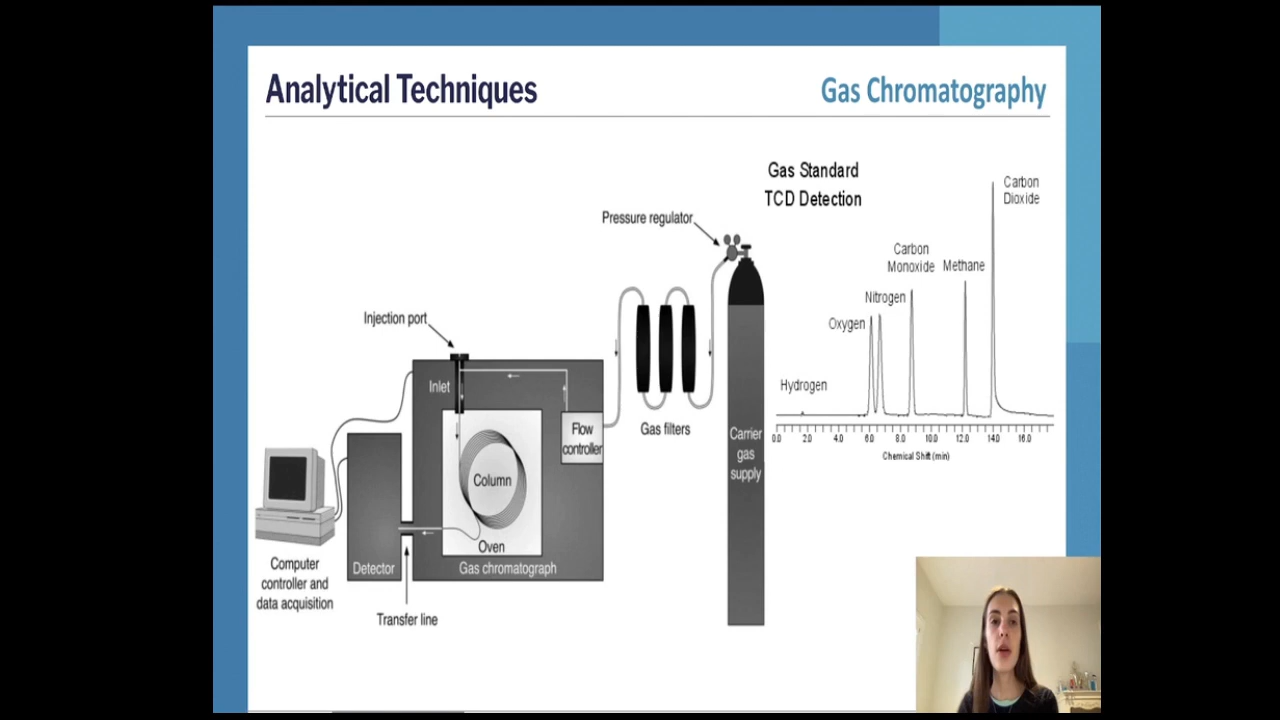 Analytical Techniques
Gas Chromatography
Gas Standard
TCD Detection
Carbon
Dioxide
Pressure regulator
Carbon
Monoxide
Methane
Nitrogen
Oxygen
Hydrogen
Injection port
Inlet
Flow
controller
Gas filters
Carrier
gas
supply
0.0 2.0 4.0 6.0 8.0 10.0 12.0 14.0 16.0
Chemical Shift (min)
Column
Oven
Gas chromatograph
Detector
Computer
controller and
data acquisition
Transfer line